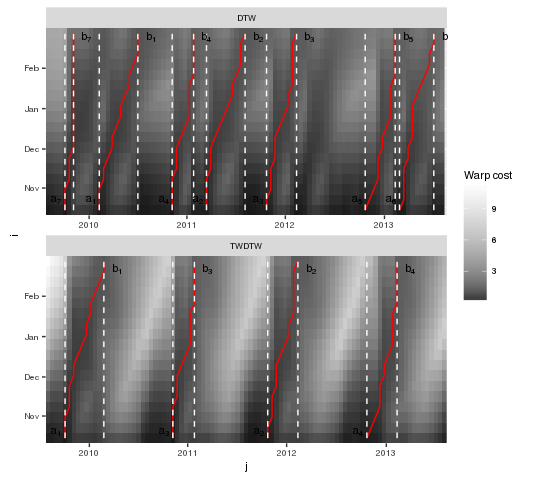 DTW
b7 b1 b4 b2 b3 b5 b
Feb
Jan
Dec
Nov
a7 a1 a4 a2 a3 a5 a6
2010 2011 2012 2013
Warp cost
9
6
3
i
TWDTW
b1 b3 b2 b4
Feb
Jan
Dec
Nov
a1 a3 a2 a4
2010 2011 2012 2013
j